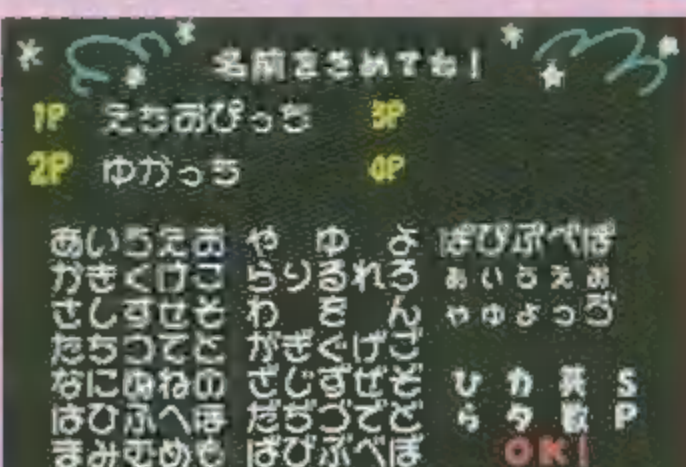 名前をきめてね!
1P えちおぴっち 3P
2P ゆかっち 4P
あいうえお や ゆ よ ぱぴぷぺぽ
かきくけこ らりるれろ ぁぃぅぇぉ
さしすせそ わ を ん ゃゅょっヴ
たちつてと がぎぐげご
なにぬねの ざじずぜぞ ひ カ 英 S
はひふへほ だぢづでど ら タ 数 P
まみむめも ばびぶべぼ OK!